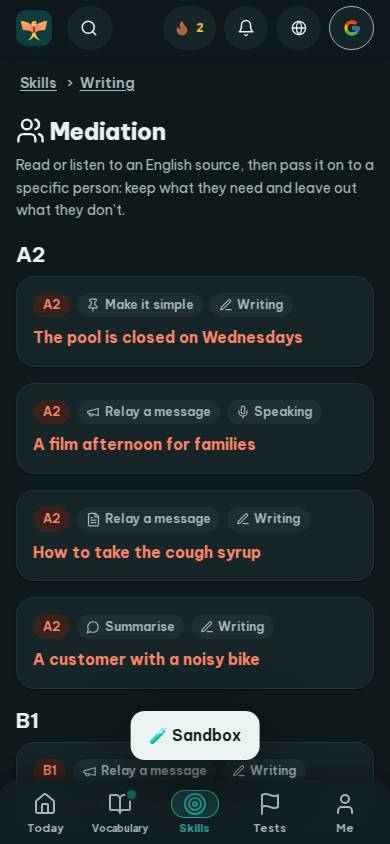 2
Skills > Writing
Mediation
Read or listen to an English source, then pass it on to a
specific person: keep what they need and leave out
what they don't.
A2
A2 Make it simple Writing
The pool is closed on Wednesdays
A2 Relay a message Speaking
A film afternoon for families
A2 Relay a message Writing
How to take the cough syrup
A2 Summarise Writing
A customer with a noisy bike
B1
Sandbox
B1 Relay a message Writing
Today Vocabulary Skills Tests Me